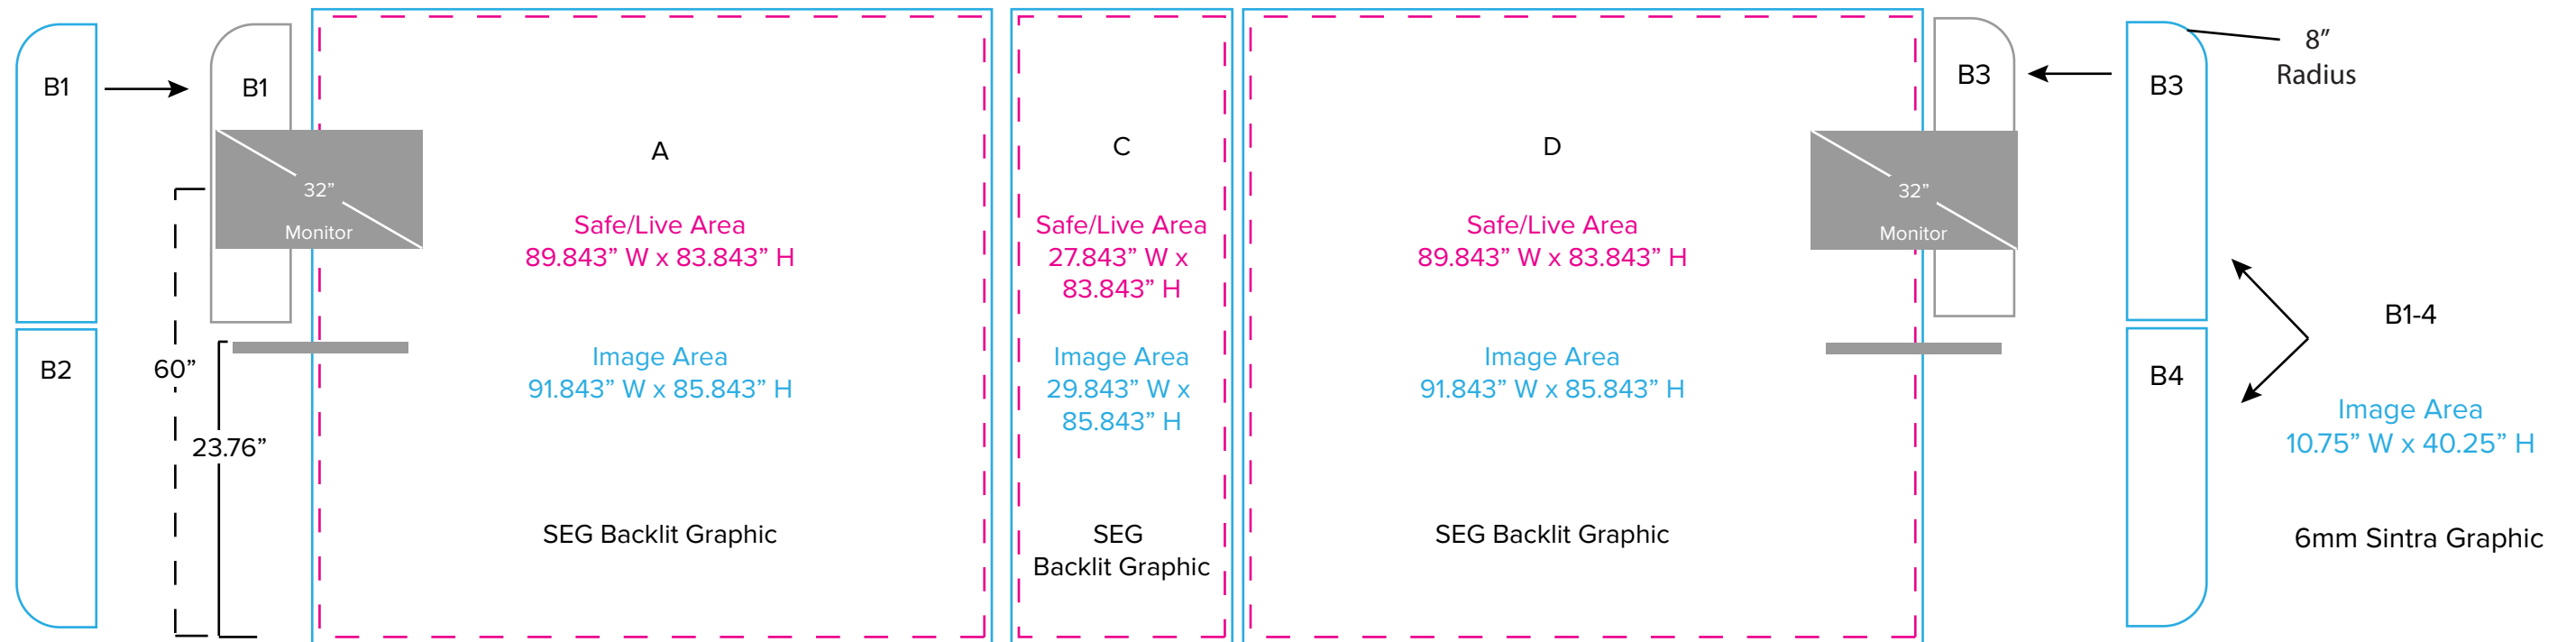 B1
B2
B1
32”
Monitor
60”
23.76”
A
Safe/Live Area
89.843” W x 83.843” H
Image Area
91.843” W x 85.843” H
SEG Backlit Graphic
C
Safe/Live Area
27.843” W x
83.843” H
Image Area
29.843” W x
85.843” H
SEG
Backlit Graphic
D
Safe/Live Area
89.843” W x 83.843” H
Image Area
91.843” W x 85.843” H
SEG Backlit Graphic
32”
Monitor
B3
B3
B4
8”
Radius
B1-4
Image Area
10.75” W x 40.25” H
6mm Sintra Graphic